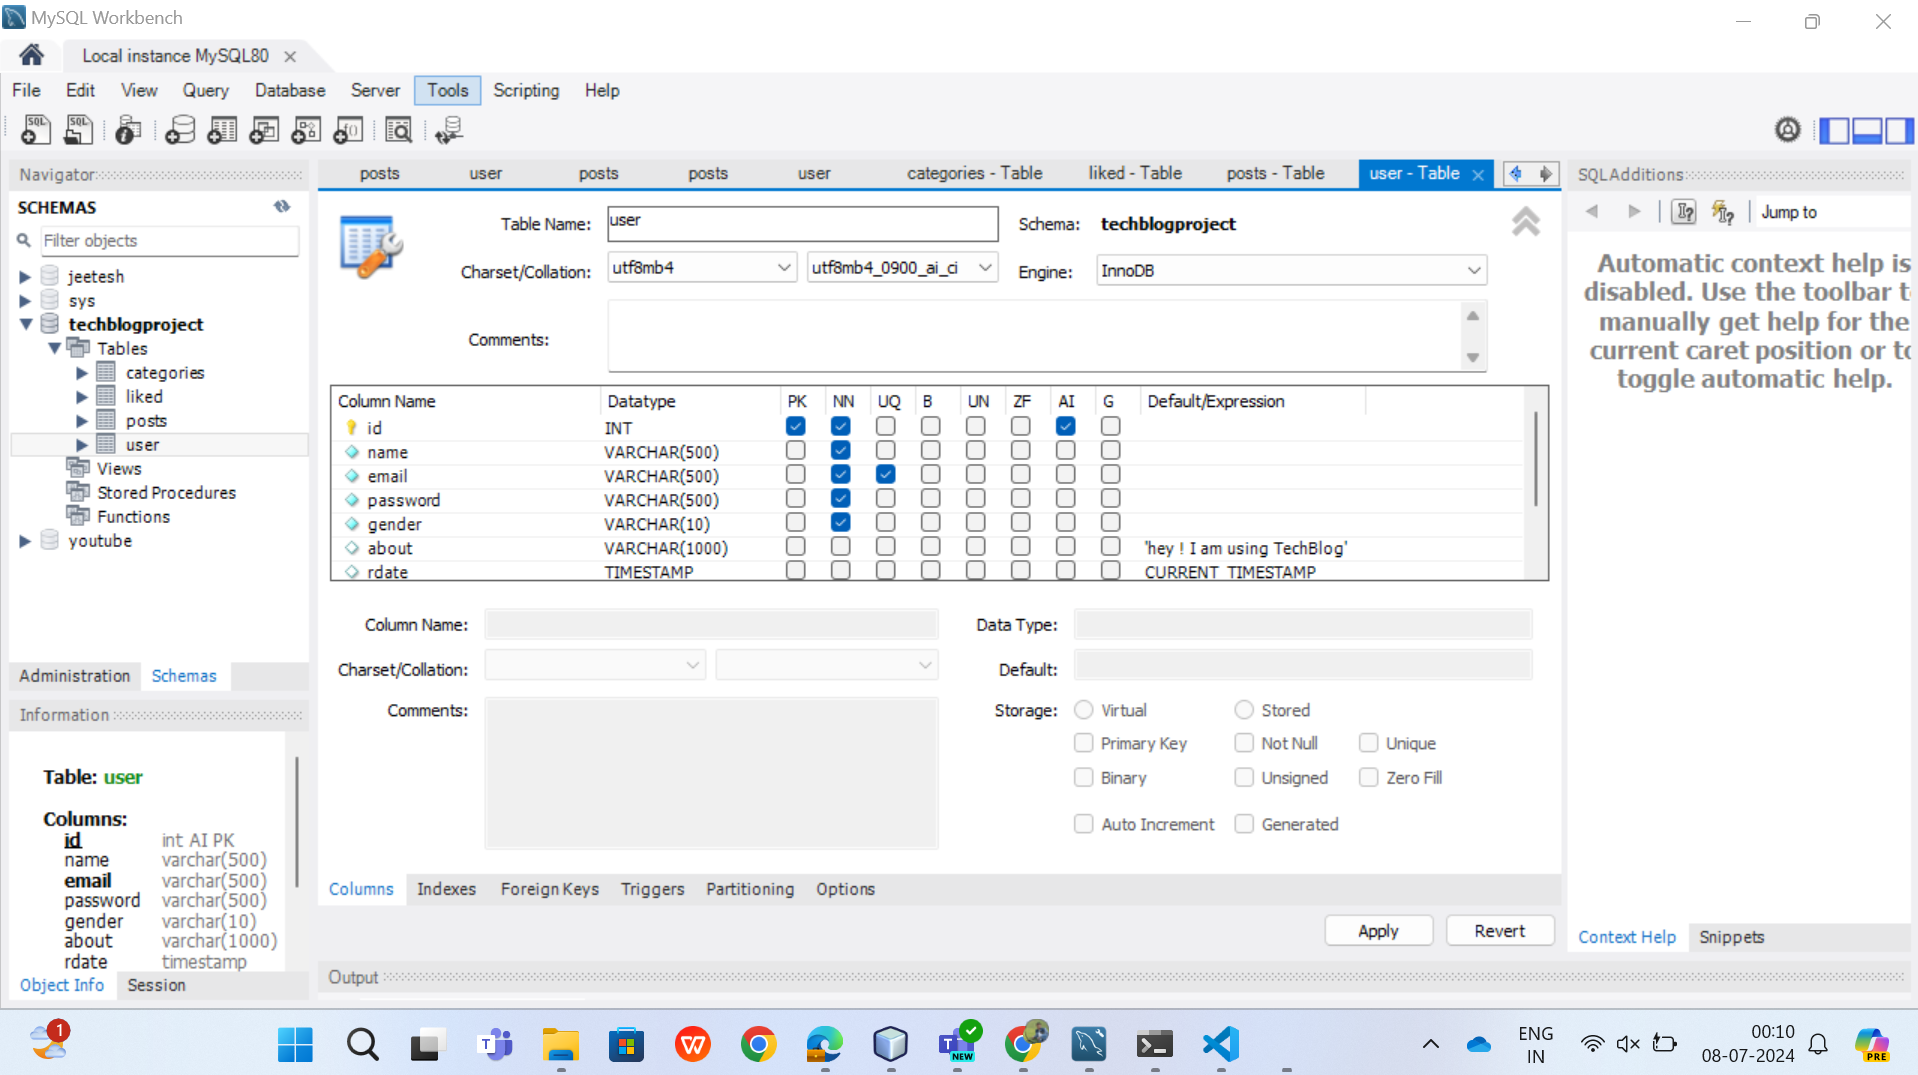 MySQL Workbench
Local instance MySQL80
File Edit View Query Database Server Tools Scripting Help
Navigator
SCHEMAS
Filter objects
jeetesh
sys
techblogproject
Tables
categories
liked
posts
user
Views
Stored Procedures
Functions
youtube
Administration Schemas
Information
Table: user
Columns:
id int AI PK
name varchar(500)
email varchar(500)
password varchar(500)
gender varchar(10)
about varchar(1000)
rdate timestamp
Object Info Session
posts user posts posts user categories - Table liked - Table posts - Table user - Table
Table Name: user Schema: techblogproject
Charset/Collation: utf8mb4 utf8mb4_0900_ai_ci Engine: InnoDB
Comments:
Column Name Datatype PK NN UQ B UN ZF AI G Default/Expression
id INT
name VARCHAR(500)
email VARCHAR(500)
password VARCHAR(500)
gender VARCHAR(10)
about VARCHAR(1000) 'hey ! I am using TechBlog'
rdate TIMESTAMP CURRENT_TIMESTAMP
Column Name: Data Type:
Charset/Collation: Default:
Comments: Storage: Virtual Stored
Primary Key Not Null Unique
Binary Unsigned Zero Fill
Auto Increment Generated
Columns Indexes Foreign Keys Triggers Partitioning Options
Apply Revert
Output
SQLAdditions
Jump to
Automatic context help is
disabled. Use the toolbar
manually get help for the
current caret position or
toggle automatic help.
Context Help Snippets
1
NEW
ENG
IN
00:10
08-07-2024
PRE